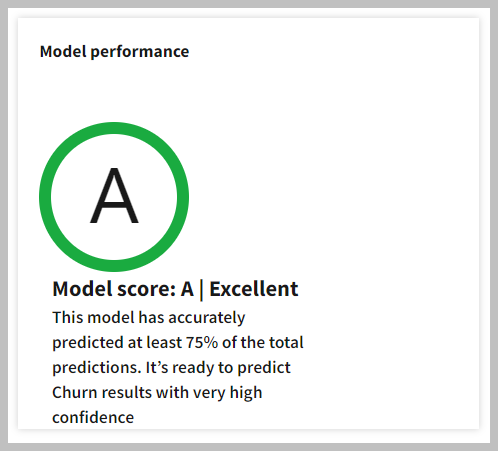 Model performance
A
Model score: A | Excellent
This model has accurately
predicted at least 75% of the total
predictions. It’s ready to predict
Churn results with very high
confidence